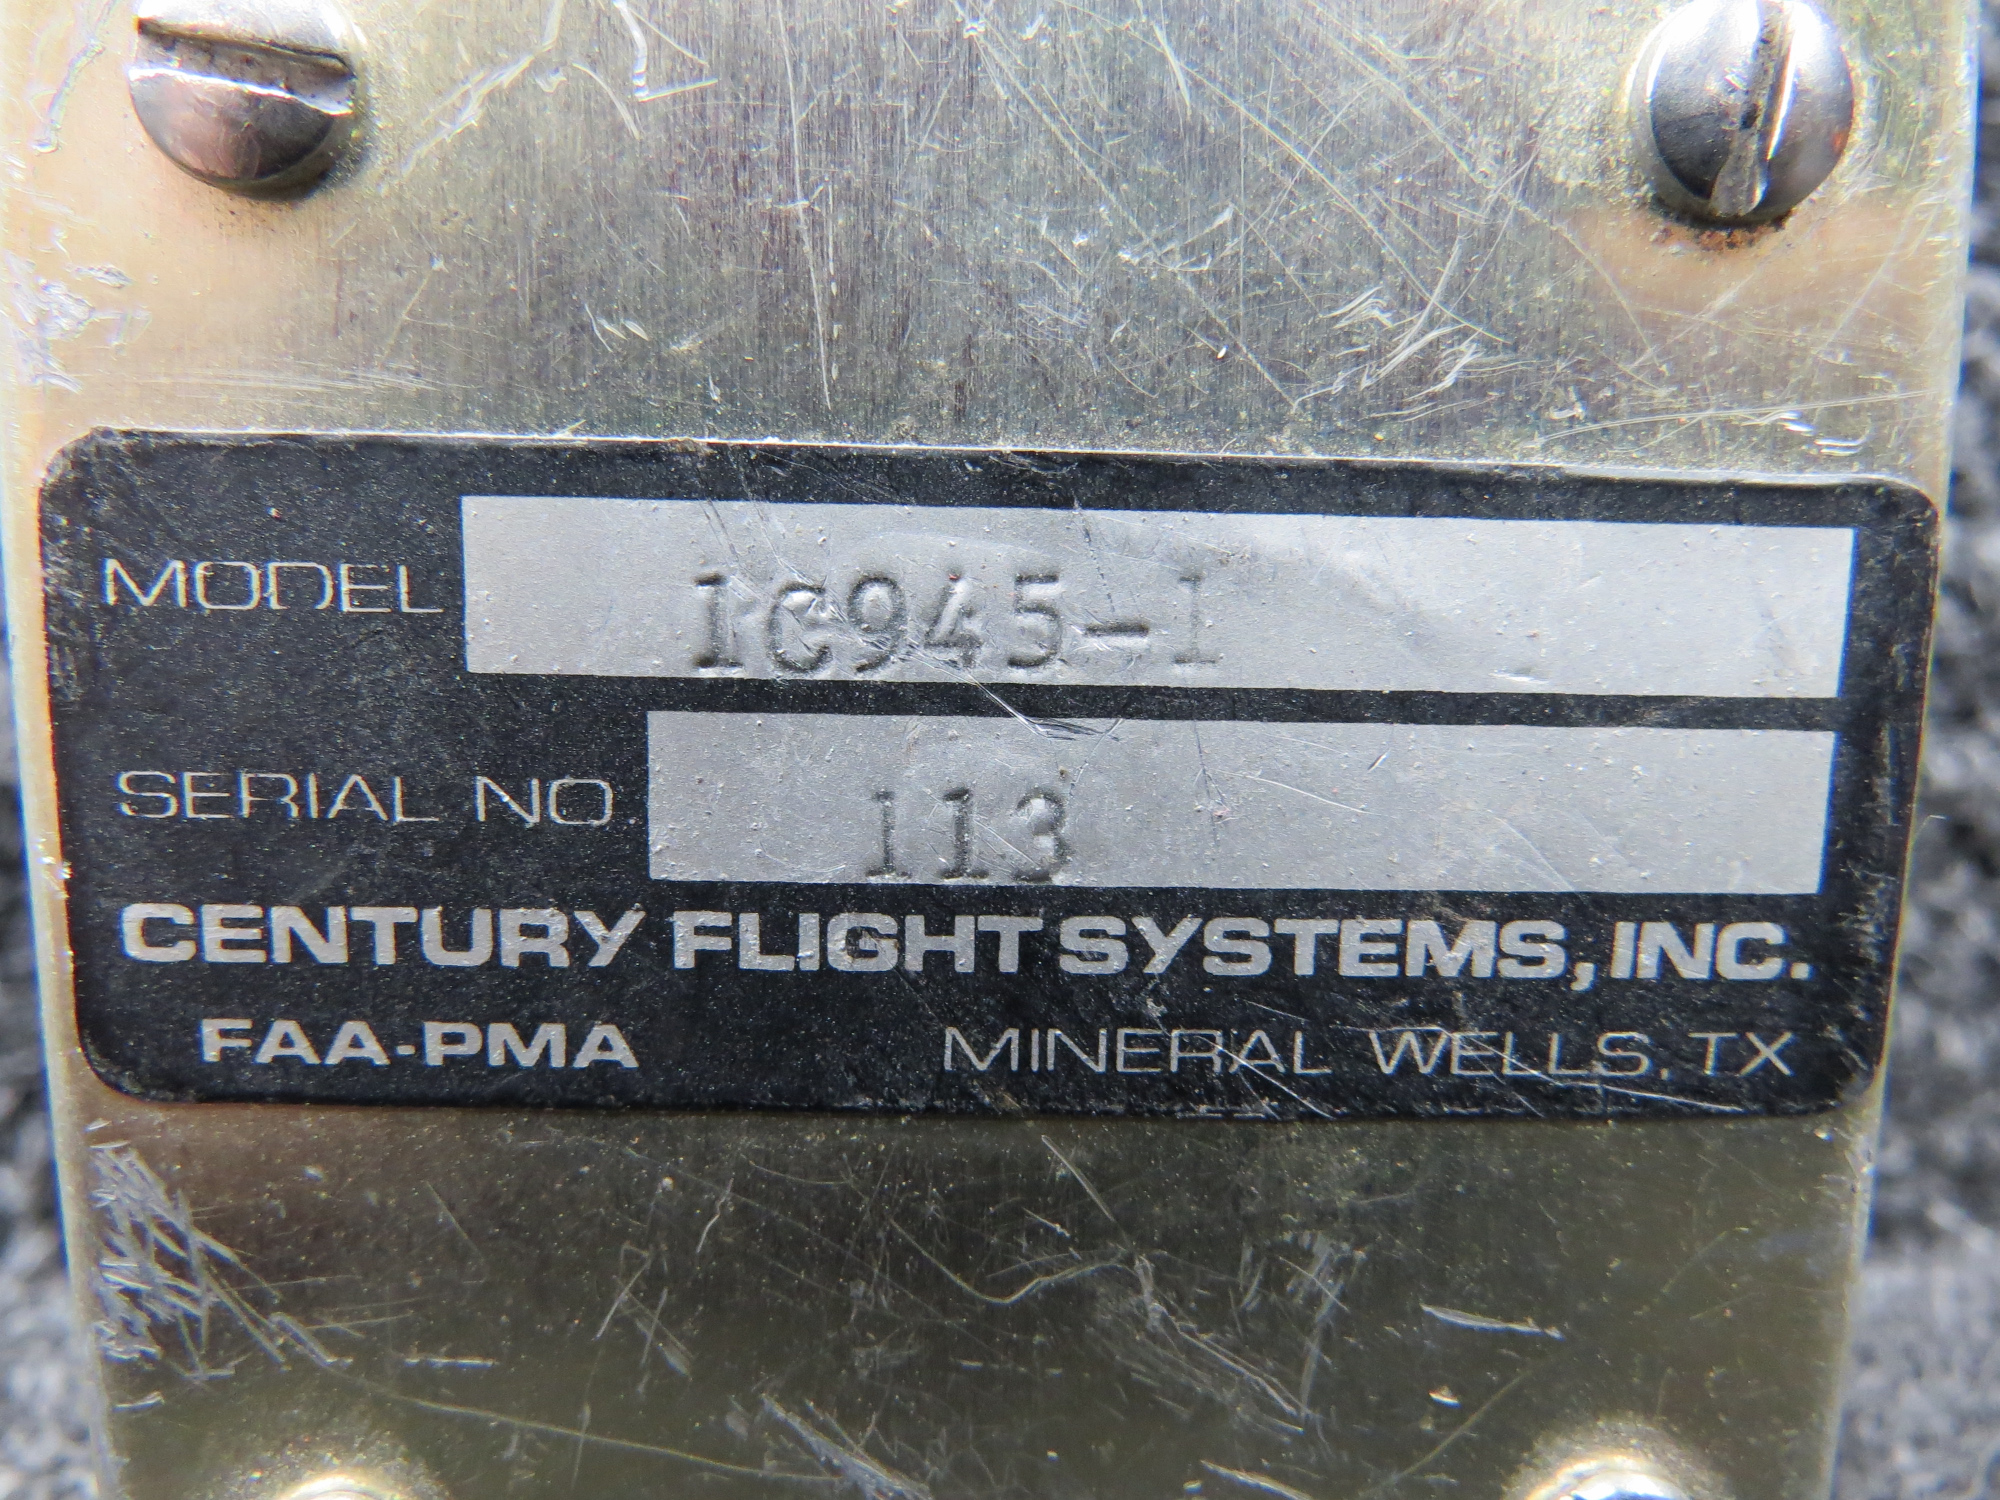 MODEL 1C945-1
SERIAL NO. 113
CENTURY FLIGHT SYSTEMS, INC.
FAA-PMA MINERAL WELLS, TX